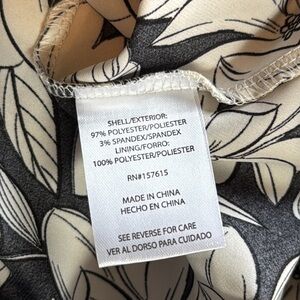 SHELL/EXTERIOR:
97% POLYESTER/POLIESTER
3% SPANDEX/SPANDEX
LINING/FORRO:
100% POLYESTER/POLIESTER
RN#157615
MADE IN CHINA
HECHO EN CHINA
SEE REVERSE FOR CARE
VER AL DORSO PARA CUIDADO